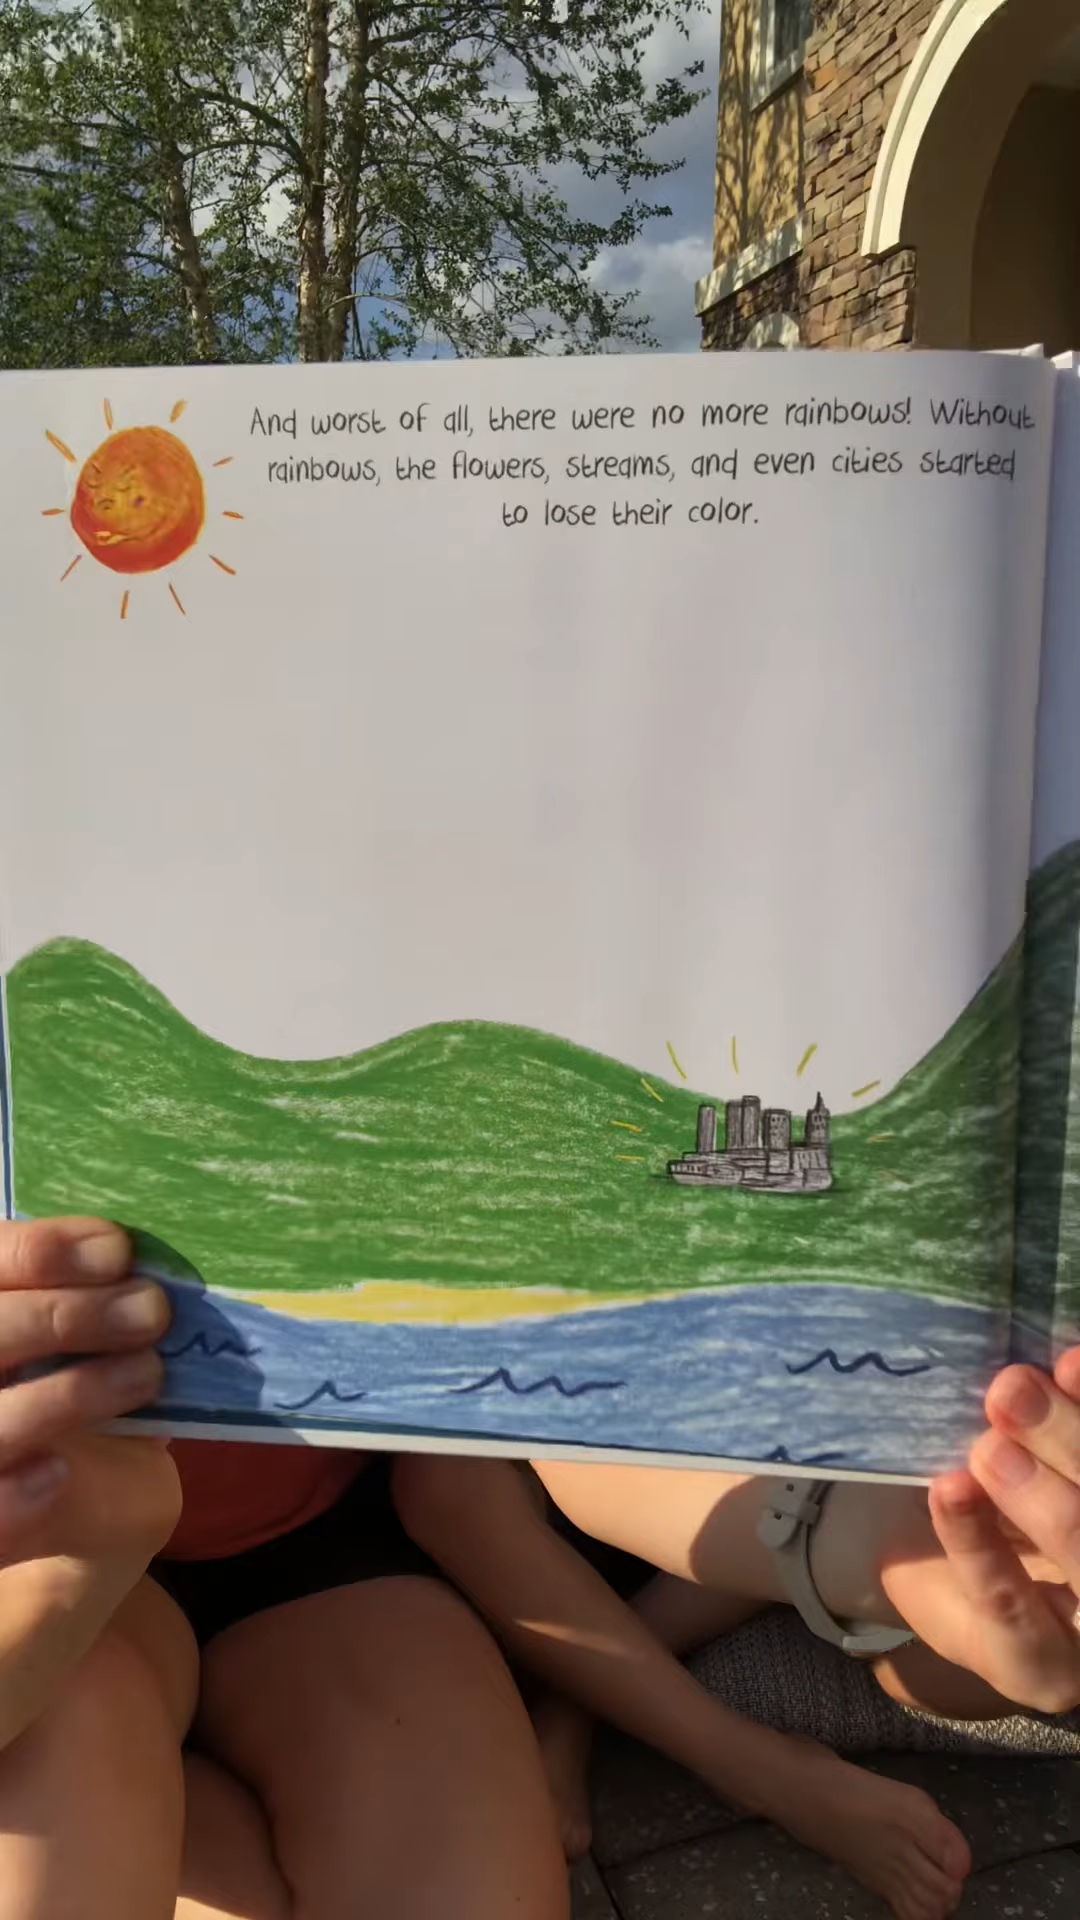 And worst of all, there were no more rainbows! Without
rainbows, the flowers, streams, and even cities started
to lose their color.